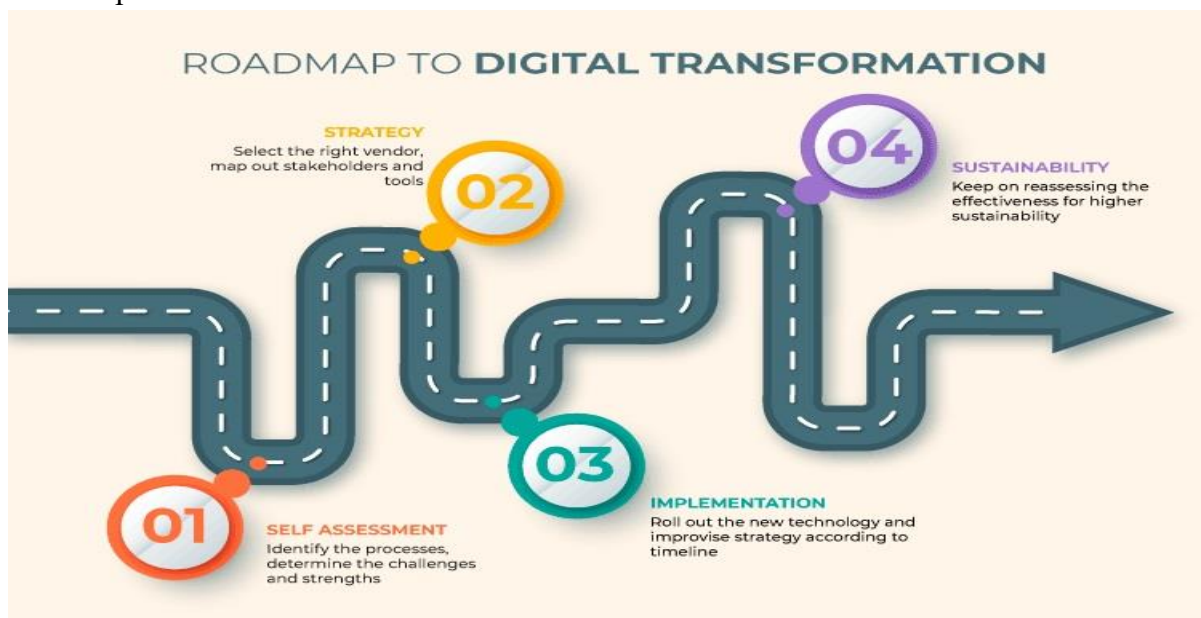 ROADMAP TO DIGITAL TRANSFORMATION
01
SELF ASSESSMENT
Identify the processes,
determine the challenges
and strengths
STRATEGY
Select the right vendor,
map out stakeholders and
tools
02
03
IMPLEMENTATION
Roll out the new technology and
improvise strategy according to
timeline
04
SUSTAINABILITY
Keep on reassessing the
effectiveness for higher
sustainability